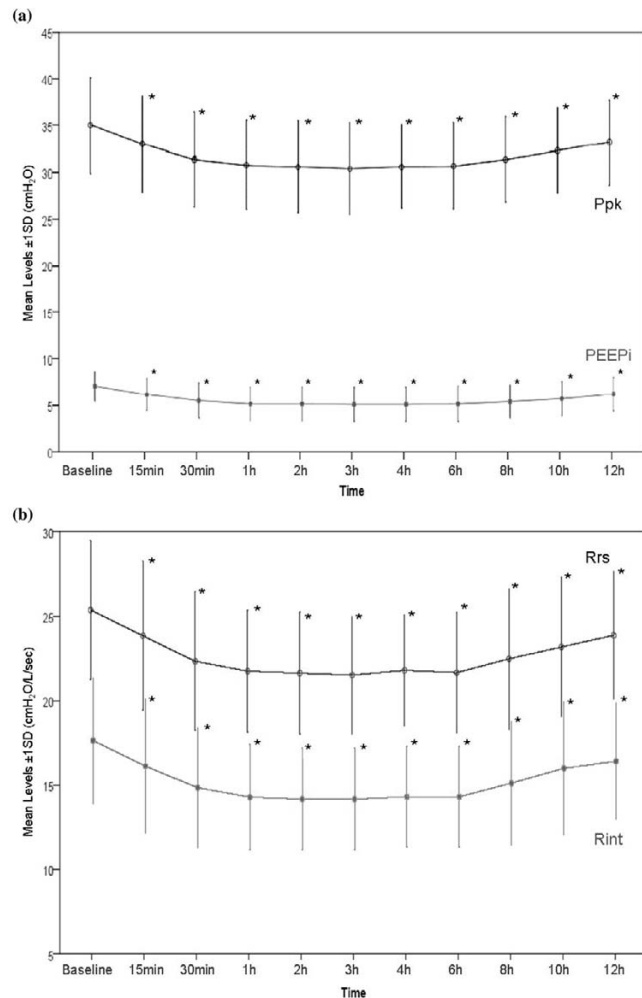 (a)
45
40
35
30
25
20
15
10
5
0
Mean Levels ±1SD (cmH₂O)
* * * * * * * * * *
Ppk
PEEPi
* * * * * * * * * *
Baseline 15min 30min 1h 2h 3h 4h 6h 8h 10h 12h
Time
(b)
30
25
20
15
10
5
Mean Levels ±1SD (cmH₂O/L/sec)
Rrs
* * * * * * * * * *
* * * * * * * * * *
Rint
Baseline 15min 30min 1h 2h 3h 4h 6h 8h 10h 12h
Time